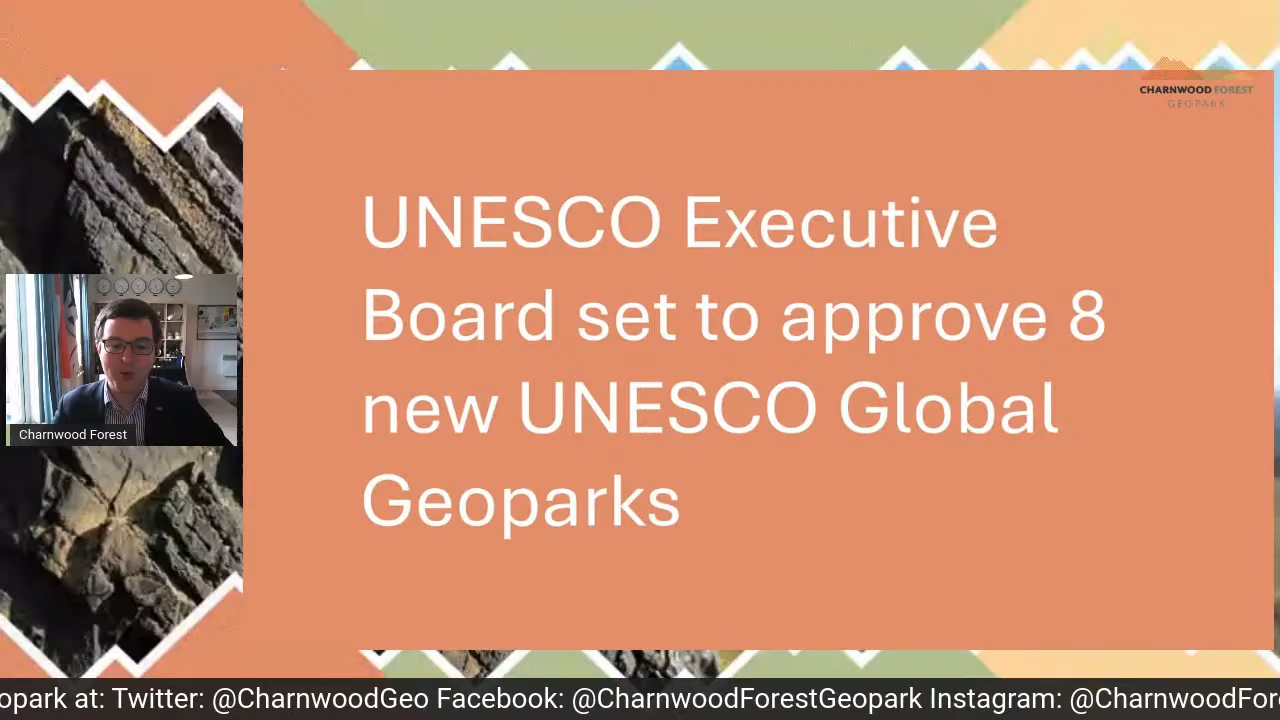 CHARNWOOD FOREST
GEOPARK
UNESCO Executive
Board set to approve 8
new UNESCO Global
Geoparks
Charnwood Forest
opark at: Twitter: @CharnwoodGeo Facebook: @CharnwoodForestGeopark Instagram: @CharnwoodFor